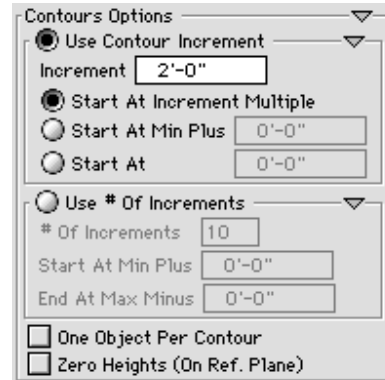 Contours Options
Use Contour Increment
Increment 2'-0"
Start At Increment Multiple
Start At Min Plus 0'-0"
Start At 0'-0"
Use # Of Increments
# Of Increments 10
Start At Min Plus 0'-0"
End At Max Minus 0'-0"
One Object Per Contour
Zero Heights (On Ref. Plane)